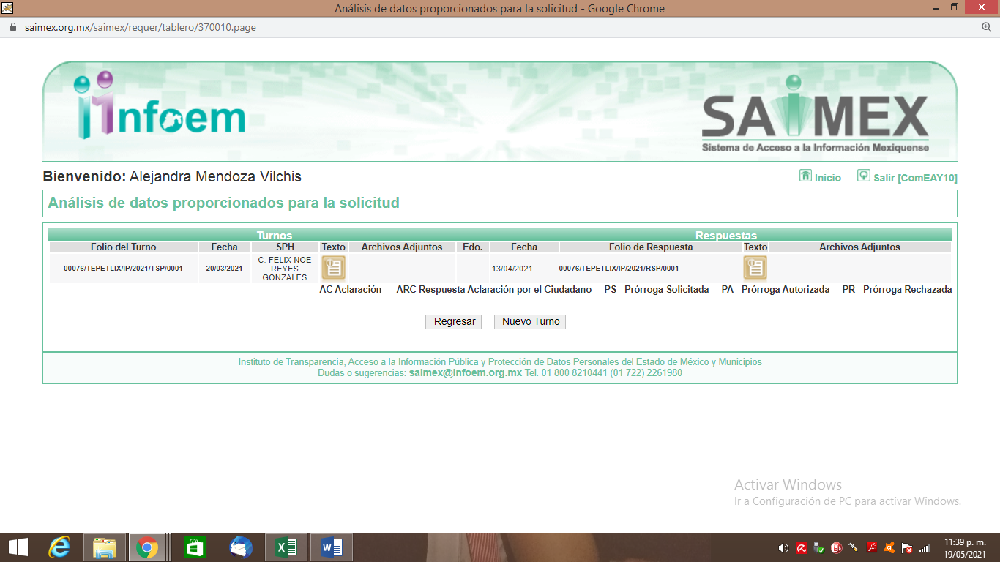 Análisis de datos proporcionados para la solicitud - Google Chrome
saimex.org.mx/saimex/requer/tablero/370010.page
infoem
SAIMEX
Sistema de Acceso a la Información Mexiquense
Bienvenido: Alejandra Mendoza Vilchis
Inicio Salir [ComEAY10]
Análisis de datos proporcionados para la solicitud
Turnos Respuestas
Folio del Turno Fecha SPH Texto Archivos Adjuntos Edo. Fecha Folio de Respuesta Texto Archivos Adjuntos
00076/TEPETLIX/IP/2021/TSP/0001 20/03/2021 C. FELIX NOE REYES GONZALES 13/04/2021 00076/TEPETLIX/IP/2021/RSP/0001
AC Aclaración ARC Respuesta Aclaración por el Ciudadano PS - Prórroga Solicitada PA - Prórroga Autorizada PR - Prórroga Rechazada
Regresar Nuevo Turno
Instituto de Transparencia, Acceso a la Información Pública y Protección de Datos Personales del Estado de México y Municipios
Dudas o sugerencias: saimex@infoem.org.mx Tel. 01 800 8210441 (01 722) 2261980
Activar Windows
Ir a Configuración de PC para activar Windows.
11:39 p. m.
19/05/2021